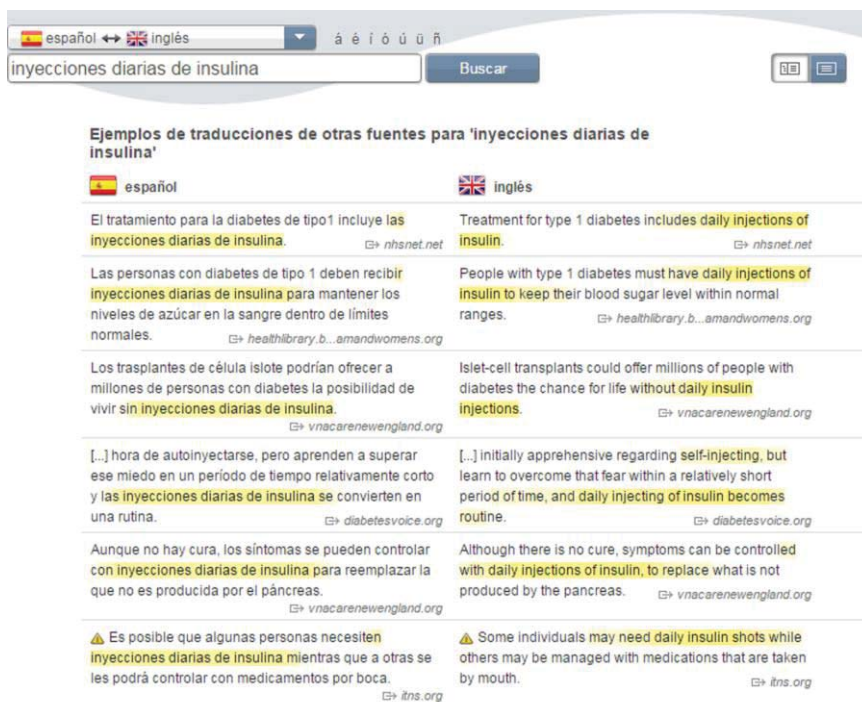 español ↔ inglés
á é í ó ú ü ñ
inyecciones diarias de insulina
Buscar
Ejemplos de traducciones de otras fuentes para 'inyecciones diarias de
insulina'
español
inglés
El tratamiento para la diabetes de tipo1 incluye las
inyecciones diarias de insulina.
nhsnet.net
Treatment for type 1 diabetes includes daily injections of
insulin.
nhsnet.net
Las personas con diabetes de tipo 1 deben recibir
inyecciones diarias de insulina para mantener los
niveles de azúcar en la sangre dentro de límites
normales.
healthlibrary.b...amandwomens.org
People with type 1 diabetes must have daily injections of
insulin to keep their blood sugar level within normal
ranges.
healthlibrary.b...amandwomens.org
Los trasplantes de célula islote podrían ofrecer a
millones de personas con diabetes la posibilidad de
vivir sin inyecciones diarias de insulina.
vnacarenewengland.org
Islet-cell transplants could offer millions of people with
diabetes the chance for life without daily insulin
injections.
vnacarenewengland.org
[...] hora de autoinyectarse, pero aprenden a superar
ese miedo en un período de tiempo relativamente corto
y las inyecciones diarias de insulina se convierten en
una rutina.
diabetesvoice.org
[...] initially apprehensive regarding self-injecting, but
learn to overcome that fear within a relatively short
period of time, and daily injecting of insulin becomes
routine.
diabetesvoice.org
Aunque no hay cura, los síntomas se pueden controlar
con inyecciones diarias de insulina para reemplazar la
que no es producida por el páncreas.
vnacarenewengland.org
Although there is no cure, symptoms can be controlled
with daily injections of insulin, to replace what is not
produced by the pancreas.
vnacarenewengland.org
Es posible que algunas personas necesiten
inyecciones diarias de insulina mientras que a otras se
les podrá controlar con medicamentos por boca.
itns.org
Some individuals may need daily insulin shots while
others may be managed with medications that are taken
by mouth.
itns.org